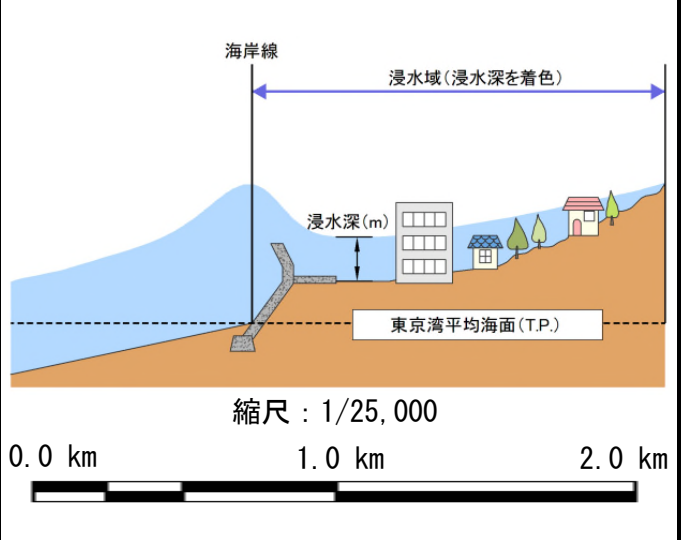 海岸線
浸水域（浸水深を着色）
浸水深（m）
東京湾平均海面（T.P.）
縮尺：1/25,000
0.0 km 1.0 km 2.0 km